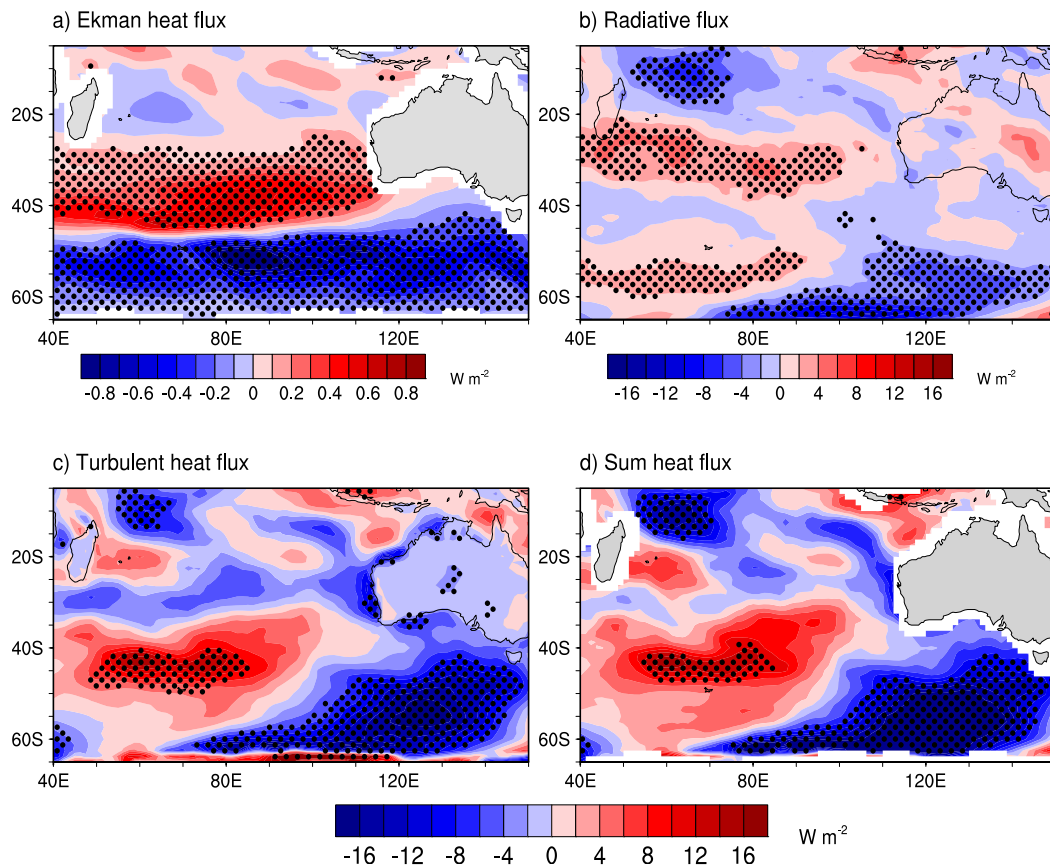 a) Ekman heat flux
b) Radiative flux
20S
40S
60S
40E 80E 120E
20S
40S
60S
40E 80E 120E
-0.8 -0.6 -0.4 -0.2 0 0.2 0.4 0.6 0.8 W m-2
-16 -12 -8 -4 0 4 8 12 16 W m-2
c) Turbulent heat flux
d) Sum heat flux
20S
40S
60S
40E 80E 120E
20S
40S
60S
40E 80E 120E
-16 -12 -8 -4 0 4 8 12 16 W m-2